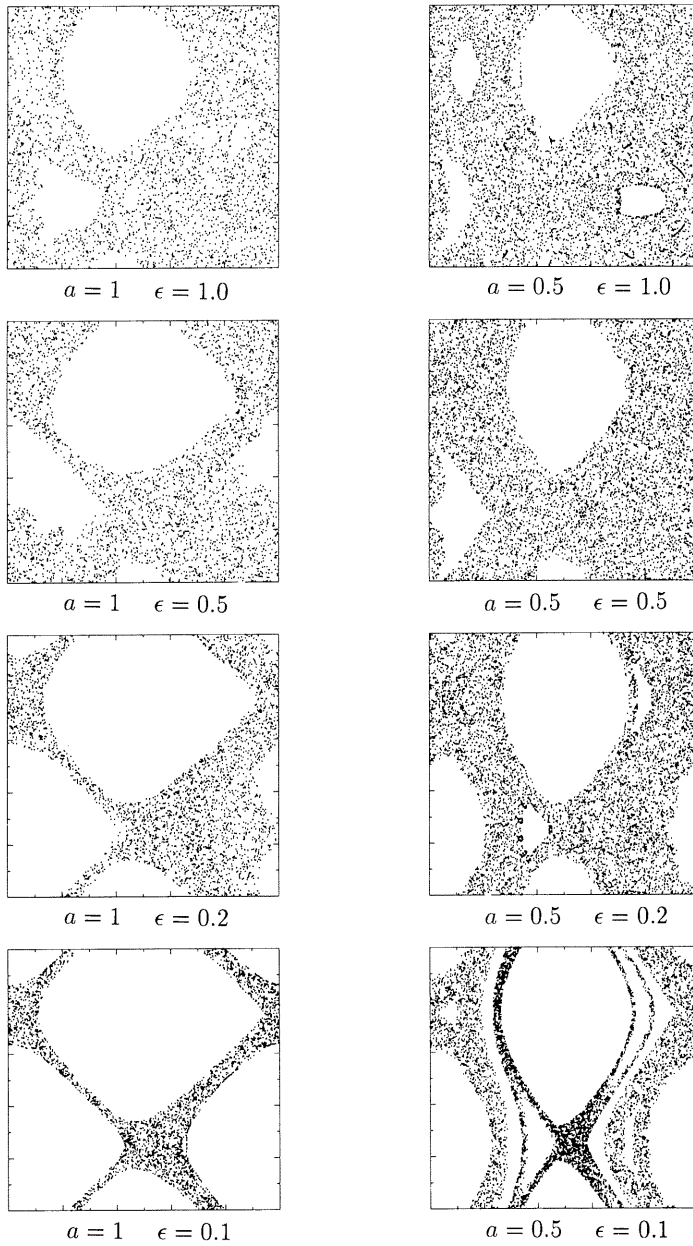 a = 1 ϵ = 1.0
a = 0.5 ϵ = 1.0
a = 1 ϵ = 0.5
a = 0.5 ϵ = 0.5
a = 1 ϵ = 0.2
a = 0.5 ϵ = 0.2
a = 1 ϵ = 0.1
a = 0.5 ϵ = 0.1